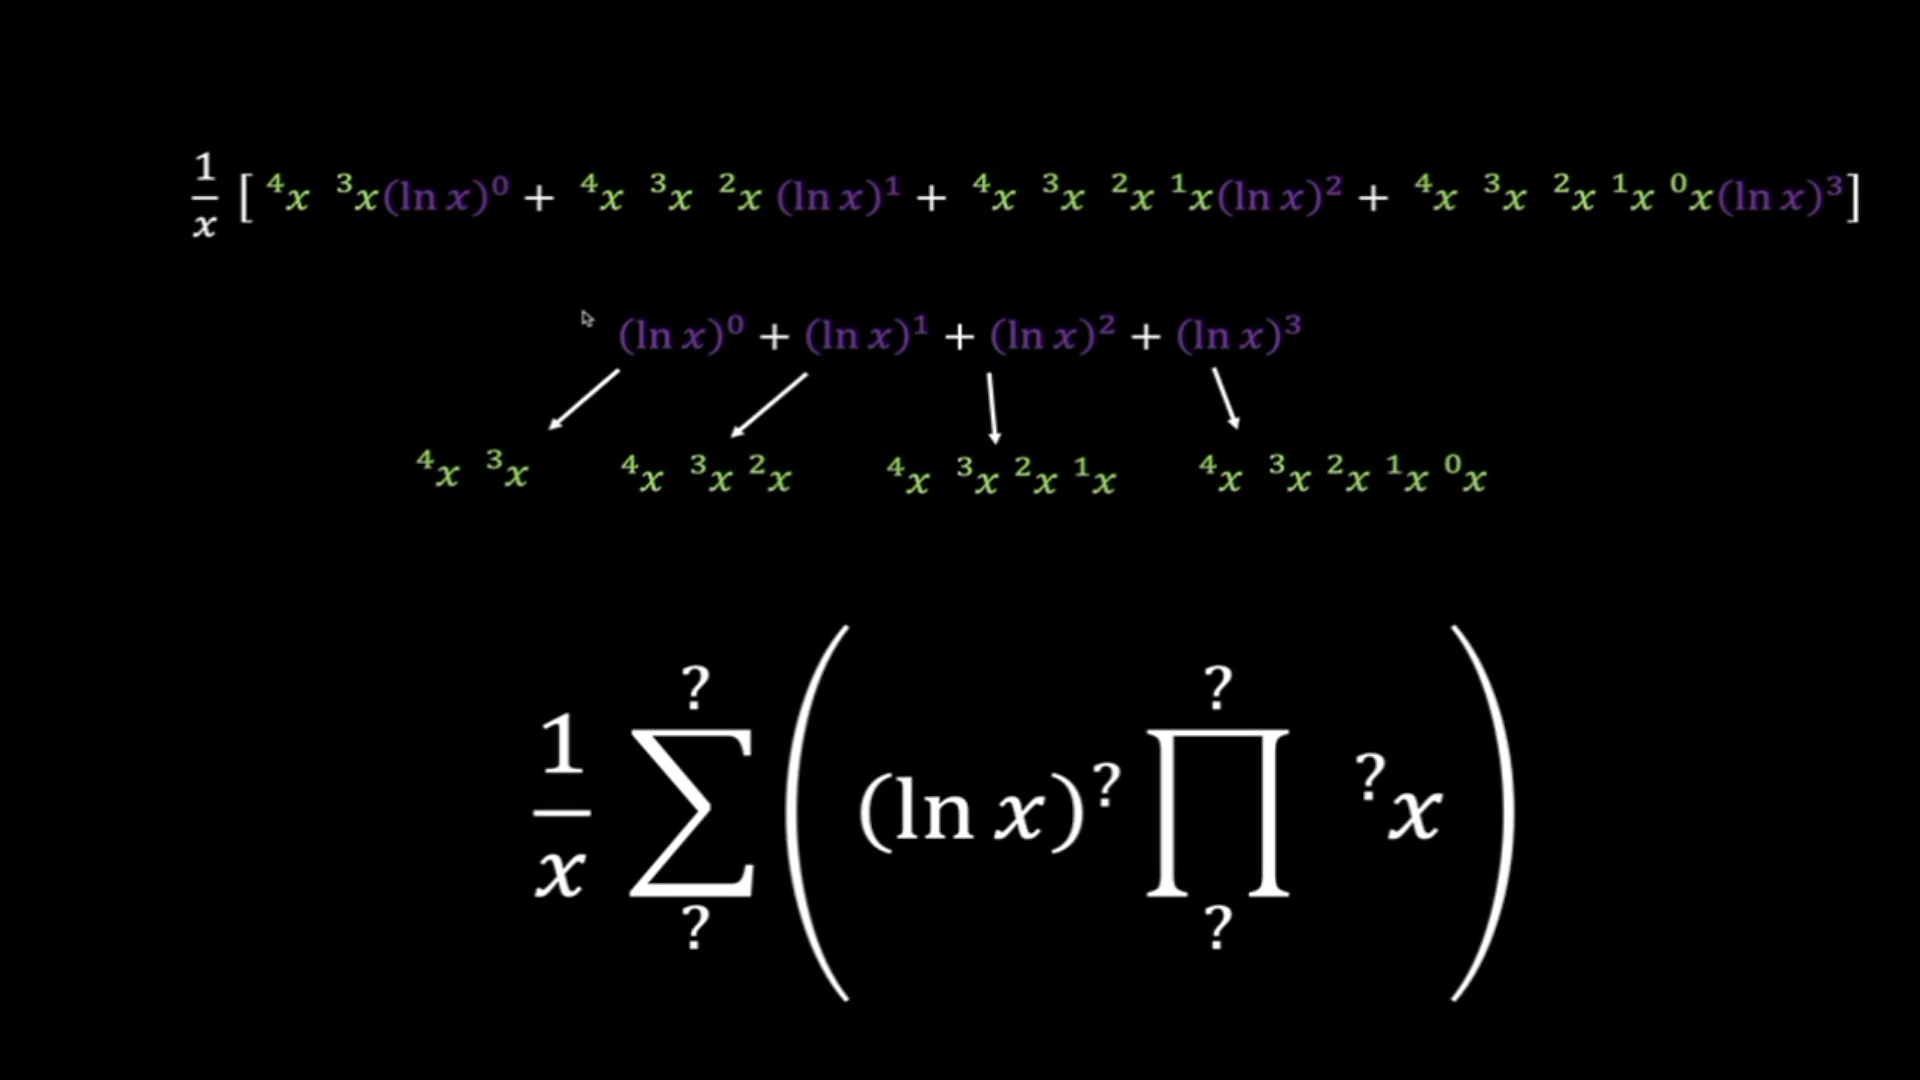 1/x [ ⁴x ³x(ln x)⁰ + ⁴x ³x ²x (ln x)¹ + ⁴x ³x ²x ¹x(ln x)² + ⁴x ³x ²x ¹x ⁰x(ln x)³]
(ln x)⁰ + (ln x)¹ + (ln x)² + (ln x)³
⁴x ³x ⁴x ³x ²x ⁴x ³x ²x ¹x ⁴x ³x ²x ¹x ⁰x
? ?
1/x ∑ ( (ln x)^? ∏ ^?x )
? ?